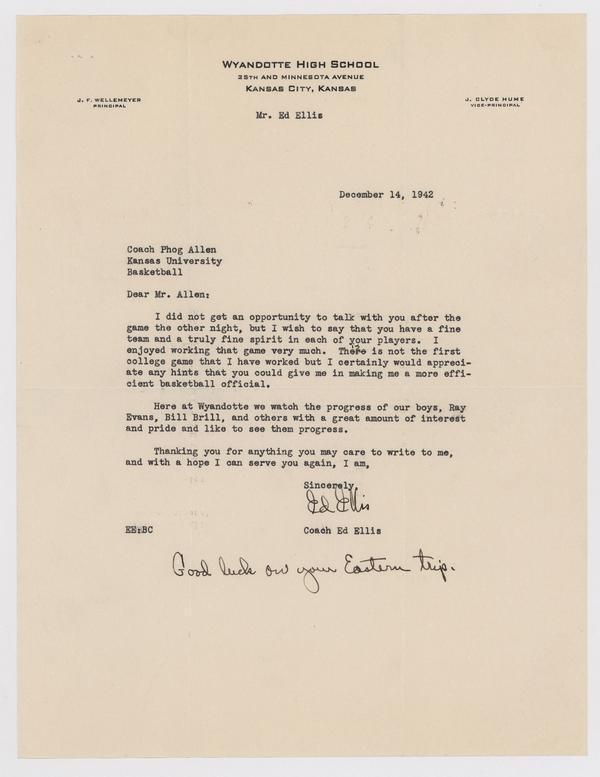 WYANDOTTE HIGH SCHOOL
25TH AND MINNESOTA AVENUE
KANSAS CITY, KANSAS
J. F. WELLEMEYER
PRINCIPAL
J. CLYDE HUME
VICE-PRINCIPAL
Mr. Ed Ellis
December 14, 1942
Coach Phog Allen
Kansas University
Basketball
Dear Mr. Allen:
I did not get an opportunity to talk with you after the
game the other night, but I wish to say that you have a fine
team and a truly fine spirit in each of your players. I
enjoyed working that game very much. This is not the first
college game that I have worked but I certainly would appreci-
ate any hints that you could give me in making me a more effi-
cient basketball official.
Here at Wyandotte we watch the progress of our boys, Ray
Evans, Bill Brill, and others with a great amount of interest
and pride and like to see them progress.
Thanking you for anything you may care to write to me,
and with a hope I can serve you again, I am,
Sincerely,
Ed Ellis
EE:BC
Coach Ed Ellis
Good luck on your Eastern trip.